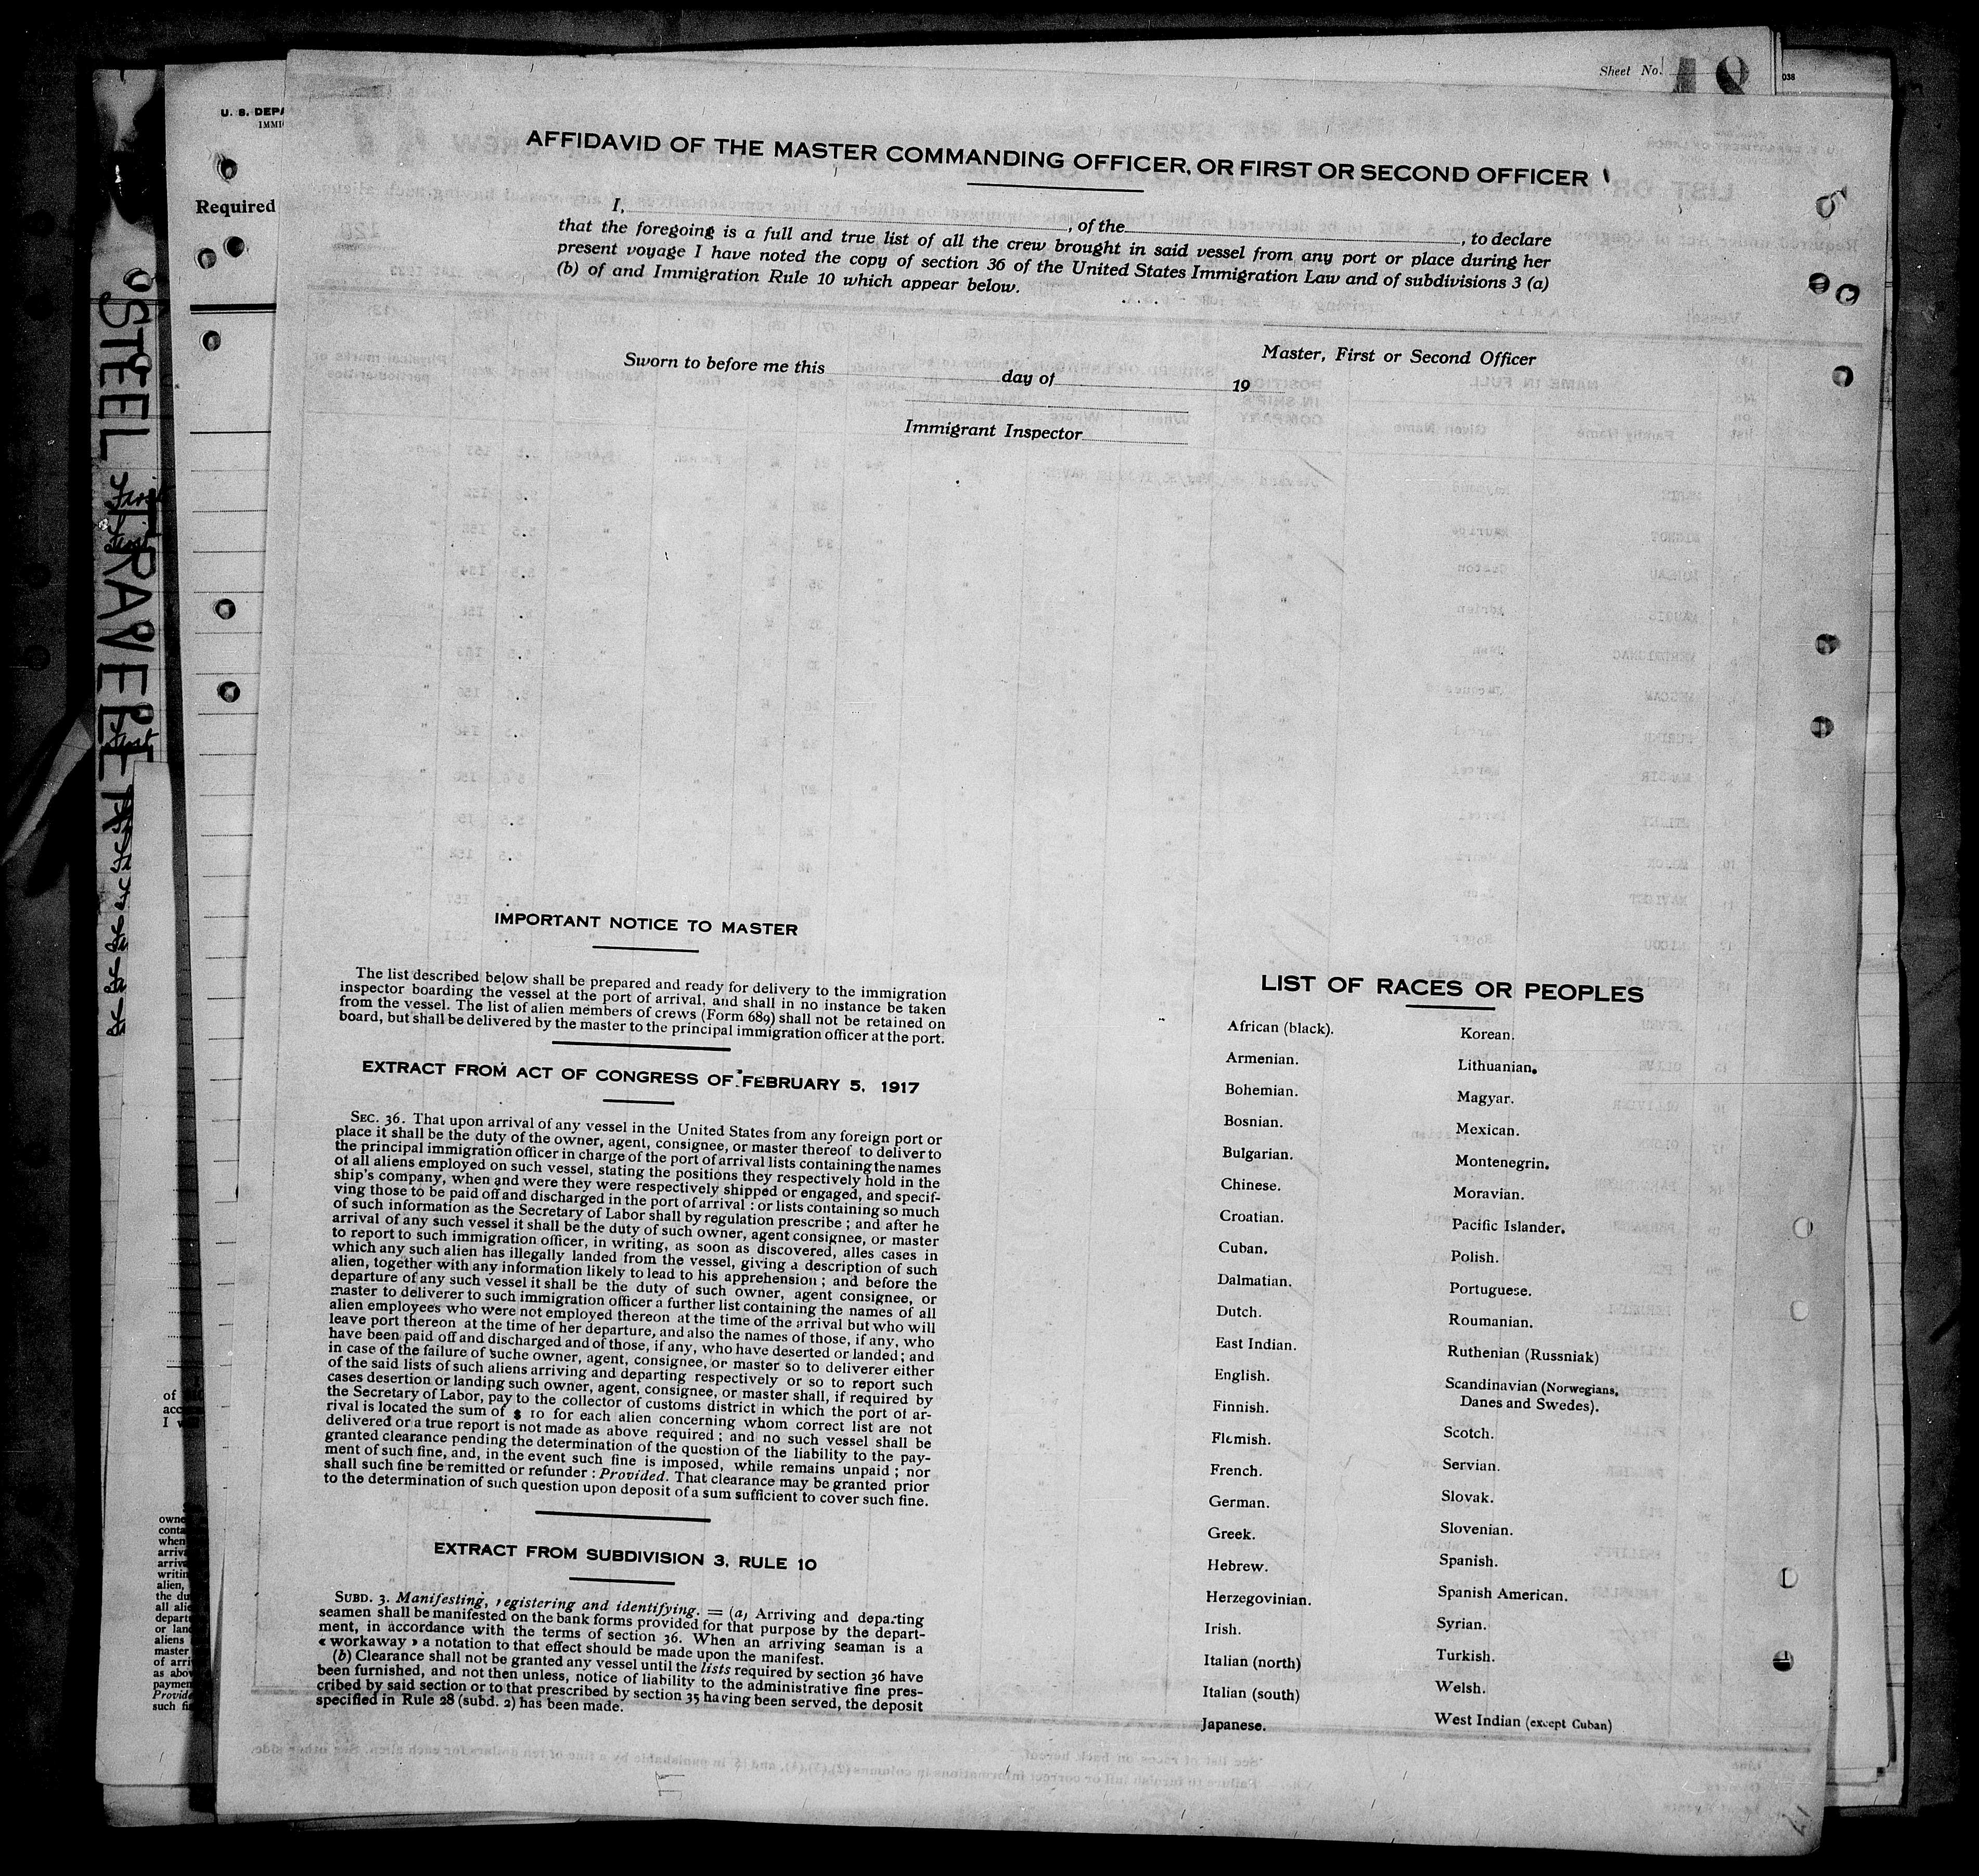 Sheet No. 18
038
U. S. DEPA
IMMI
Required
STEEL TRAVELER
AFFIDAVID OF THE MASTER COMMANDING OFFICER, OR FIRST OR SECOND OFFICER
I, , of the , to declare
that the foregoing is a full and true list of all the crew brought in said vessel from any port or place during her
present voyage I have noted the copy of section 36 of the United States Immigration Law and of subdivisions 3 (a)
(b) of and Immigration Rule 10 which appear below.
Master, First or Second Officer
Sworn to before me this day of 19
Immigrant Inspector
IMPORTANT NOTICE TO MASTER
The list described below shall be prepared and ready for delivery to the immigration
inspector boarding the vessel at the port of arrival, and shall in no instance be taken
from the vessel. The list of alien members of crews (Form 689) shall not be retained on
board, but shall be delivered by the master to the principal immigration officer at the port.
EXTRACT FROM ACT OF CONGRESS OF FEBRUARY 5, 1917
SEC. 36. That upon arrival of any vessel in the United States from any foreign port or
place it shall be the duty of the owner, agent, consignee, or master thereof to deliver to
the principal immigration officer in charge of the port of arrival lists containing the names
of all aliens employed on such vessel, stating the positions they respectively hold in the
ship's company, when and were they were respectively shipped or engaged, and specif-
ving those to be paid off and discharged in the port of arrival : or lists containing so much
of such information as the Secretary of Labor shall by regulation prescribe ; and after he
arrival of any such vessel it shall be the duty of such owner, agent consignee, or master
to report to such immigration officer, in writing, as soon as discovered, alles cases in
which any such alien has illegally landed from the vessel, giving a description of such
alien, together with any information likely to lead to his apprehension ; and before the
departure of any such vessel it shall be the duty of such owner, agent consignee, or
master to deliverer to such immigration officer a further list containing the names of all
alien employees who were not employed thereon at the time of the arrival but who will
leave port thereon at the time of her departure, and also the names of those, if any, who
have been paid off and discharged and of those, if any, who have deserted or landed ; and
in case of the failure of suche owner, agent, consignee, or master so to deliverer either
of the said lists of such aliens arriving and departing respectively or so to report such
cases desertion or landing such owner, agent, consignee, or master shall, if required by
the Secretary of Labor, pay to the collector of customs district in which the port of ar-
rival is located the sum of $ 10 for each alien concerning whom correct list are not
delivered or a true report is not made as above required ; and no such vessel shall be
granted clearance pending the determination of the question of the liability to the pay-
ment of such fine, and, in the event such fine is imposed, while remains unpaid ; nor
shall such fine be remitted or refunder : Provided. That clearance may be granted prior
to the determination of such question upon deposit of a sum sufficient to cover such fine.
EXTRACT FROM SUBDIVISION 3, RULE 10
SUBD. 3. Manifesting, registering and identifying. = (a) Arriving and departing
seamen shall be manifested on the bank forms provided for that purpose by the depart-
ment, in accordance with the terms of section 36. When an arriving seaman is a
« workaway » a notation to that effect should be made upon the manifest.
(b) Clearance shall not be granted any vessel until the lists required by section 36 have
been furnished, and not then unless, notice of liability to the administrative fine pres-
cribed by said section or to that prescribed by section 35 having been served, the deposit
specified in Rule 28 (subd. 2) has been made.
LIST OF RACES OR PEOPLES
African (black).
Armenian.
Bohemian.
Bosnian.
Bulgarian.
Chinese.
Croatian.
Cuban.
Dalmatian.
Dutch.
East Indian.
English.
Finnish.
Flemish.
French.
German.
Greek.
Hebrew.
Herzegovinian.
Irish.
Italian (north)
Italian (south)
Japanese.
Korean.
Lithuanian.
Magyar.
Mexican.
Montenegrin.
Moravian.
Pacific Islander.
Polish.
Portuguese.
Roumanian.
Ruthenian (Russniak)
Scandinavian (Norwegians,
Danes and Swedes).
Scotch.
Servian.
Slovak.
Slovenian.
Spanish.
Spanish American.
Syrian.
Turkish.
Welsh.
West Indian (except Cuban)